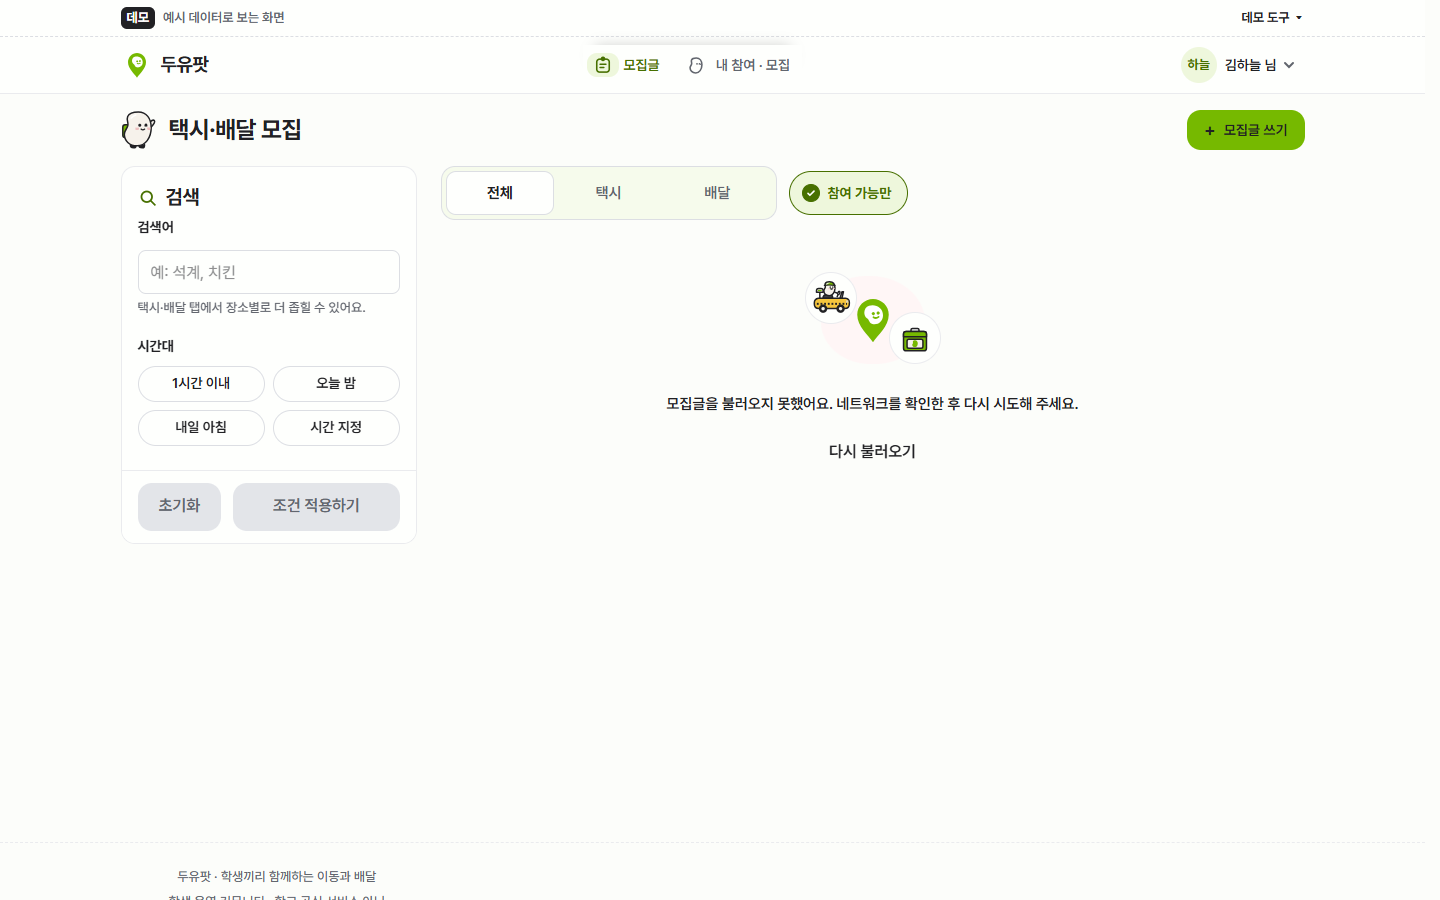 데모 예시 데이터로 보는 화면
데모 도구
두유팟
모집글
내 참여 · 모집
하늘 김하늘 님
택시·배달 모집
+ 모집글 쓰기
검색
검색어
예: 석계, 치킨
택시·배달 탭에서 장소별로 더 좁힐 수 있어요.
시간대
1시간 이내
오늘 밤
내일 아침
시간 지정
초기화
조건 적용하기
전체
택시
배달
참여 가능만
모집글을 불러오지 못했어요. 네트워크를 확인한 후 다시 시도해 주세요.
다시 불러오기
두유팟 · 학생끼리 함께하는 이동과 배달